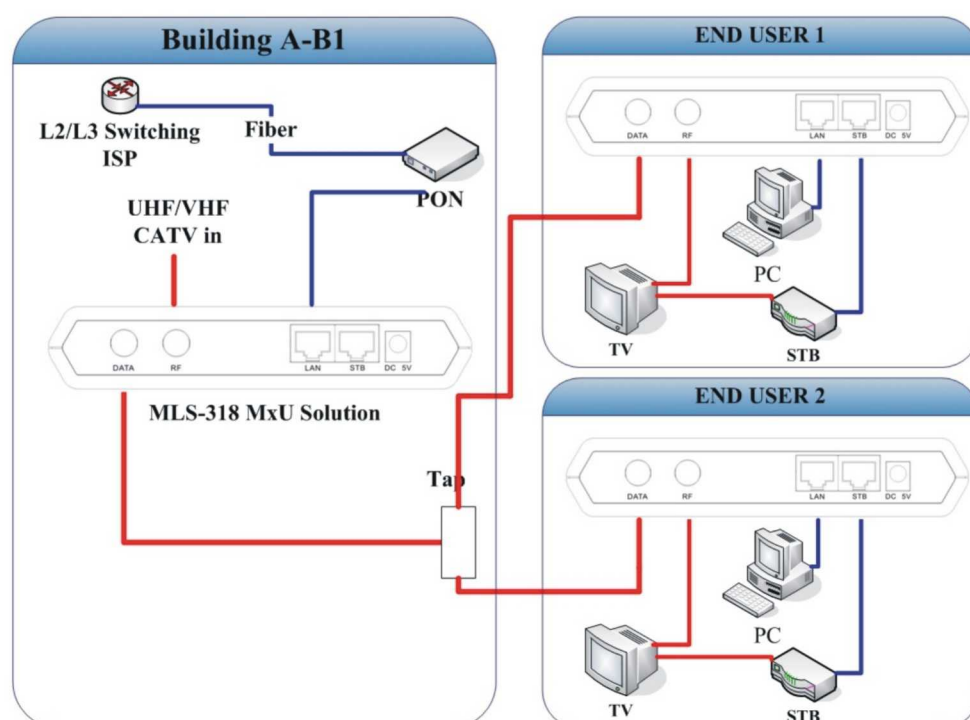 Building A-B1
L2/L3 Switching
ISP
Fiber
PON
UHF/VHF
CATV in
DATA
RF
LAN
STB
DC 5V
MLS-318 MxU Solution
Tap
END USER 1
DATA
RF
LAN
STB
DC 5V
PC
TV
STB
END USER 2
DATA
RF
LAN
STB
DC 5V
PC
TV
STB